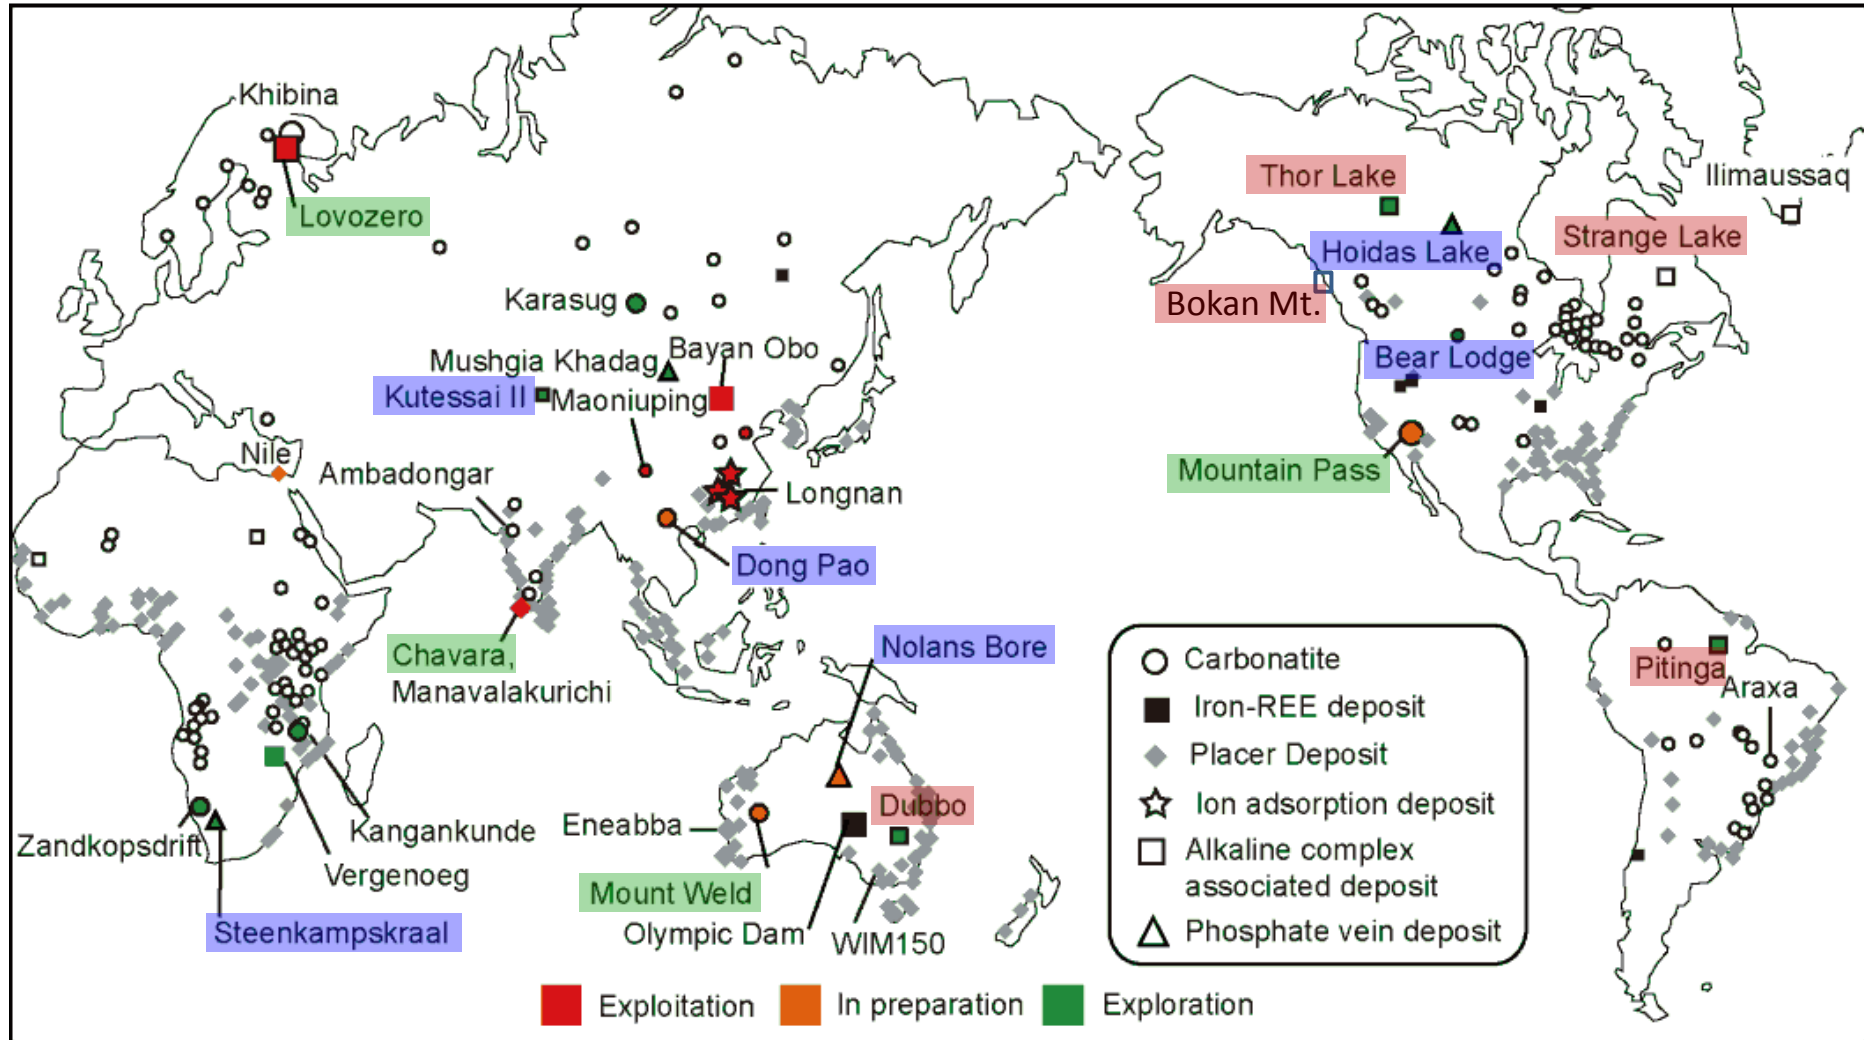 Khibina
Lovozero
Thor Lake
Ilimaussaq
Hoidas Lake
Strange Lake
Bokan Mt.
Karasug
Mushgia Khadag
Bayan Obo
Bear Lodge
Kutessai II
Maoniuping
Nile
Ambadongar
Longnan
Mountain Pass
Dong Pao
Chavara,
Manavalakurichi
Nolans Bore
Pitinga
Araxa
Zandkopsdrift
Kangankunde
Vergenoeg
Steenkampskraal
Eneabba
Dubbo
Mount Weld
Olympic Dam
WIM150
Carbonatite
Iron-REE deposit
Placer Deposit
Ion adsorption deposit
Alkaline complex
associated deposit
Phosphate vein deposit
Exploitation
In preparation
Exploration